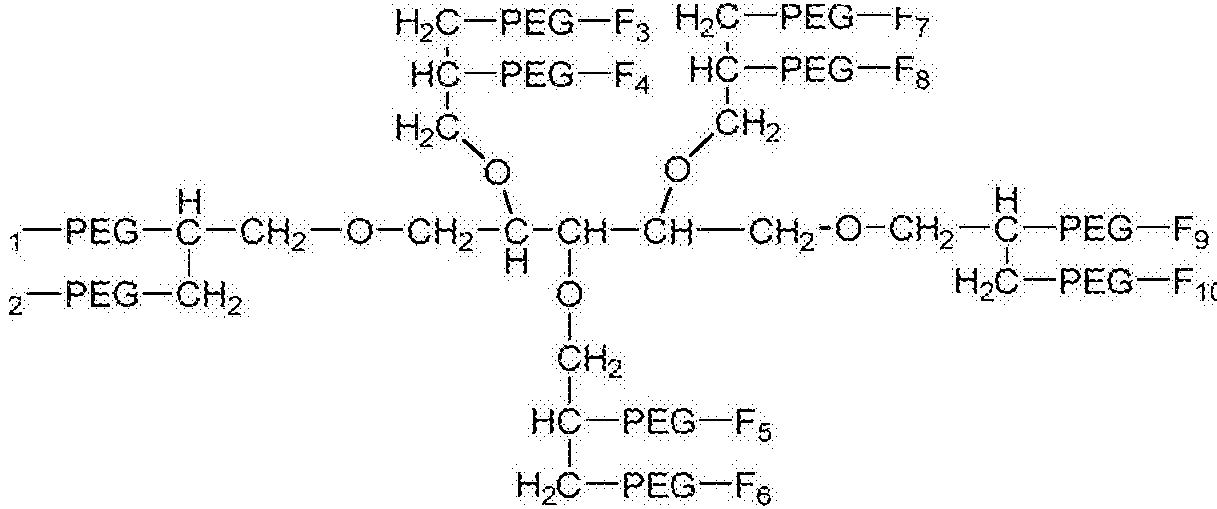 H₂C—PEG—F₃ H₂C—PEG—F₇
HC—PEG—F₄ HC—PEG—F₈
H₂C CH₂
O O
H H
₁—PEG—C—CH₂—O—CH₂—C—CH—CH—CH₂-O—CH₂—C—PEG—F₉
H
₂—PEG—CH₂ O H₂C—PEG—F₁₀
CH₂
HC—PEG—F₅
H₂C—PEG—F₆